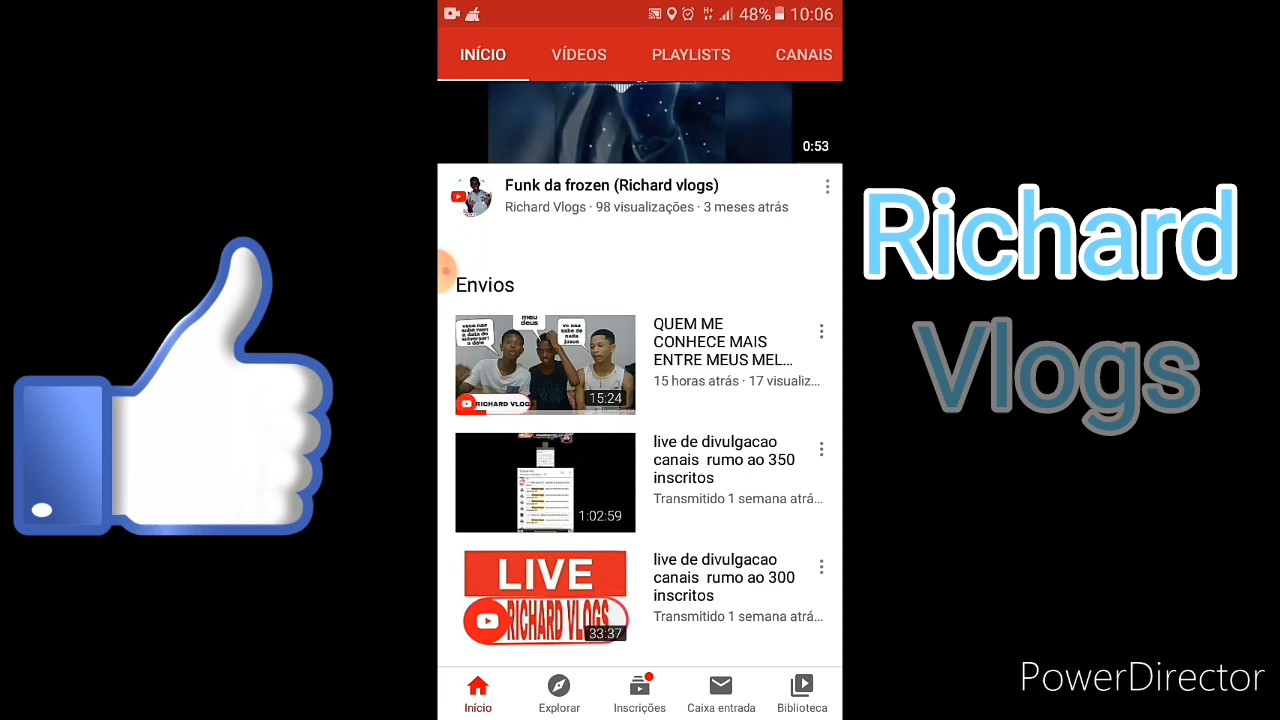 48% 10:06
INÍCIO VÍDEOS PLAYLISTS CANAIS
0:53
Funk da frozen (Richard vlogs)
Richard Vlogs · 98 visualizações · 3 meses atrás
Envios
meu
deus
QUEM ME
CONHECE MAIS
ENTRE MEUS MEL...
15 horas atrás · 17 visualiz...
15:24
RICHARD VLOGS
live de divulgacao
canais rumo ao 350
inscritos
Transmitido 1 semana atrá...
1:02:59
LIVE
RICHARD VLOGS
33:37
live de divulgacao
canais rumo ao 300
inscritos
Transmitido 1 semana atrá...
Início Explorar Inscrições Caixa entrada Biblioteca
Richard
Vlogs
PowerDirector